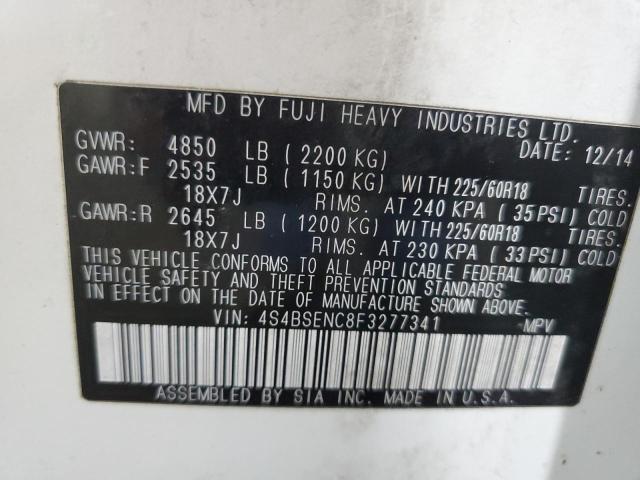 MFD BY FUJI HEAVY INDUSTRIES LTD.
GVWR: 4850 LB ( 2200 KG) DATE: 12/14
GAWR:F 2535 LB ( 1150 KG) WITH 225/60R18 TIRES.
18X7J RIMS. AT 240 KPA ( 35 PSI) COLD
GAWR:R 2645 LB ( 1200 KG) WITH 225/60R18 TIRES.
18X7J RIMS. AT 230 KPA ( 33 PSI) COLD
THIS VEHICLE CONFORMS TO ALL APPLICABLE FEDERAL MOTOR
VEHICLE SAFETY AND THEFT PREVENTION STANDARDS
IN EFFECT ON THE DATE OF MANUFACTURE SHOWN ABOVE.
VIN: 4S4BSENC8F3277341 MPV
ASSEMBLED BY SIA INC. MADE IN U.S.A.